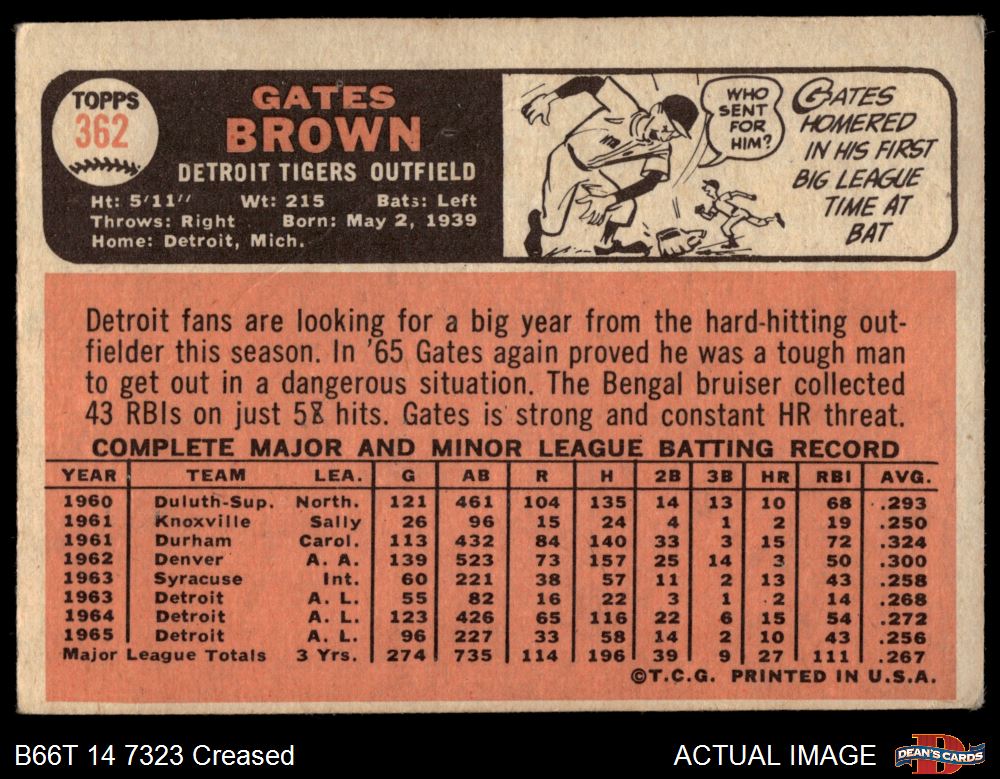 TOPPS
362
GATES
BROWN
DETROIT TIGERS OUTFIELD
Ht: 5'11" Wt: 215 Bats: Left
Throws: Right Born: May 2, 1939
Home: Detroit, Mich.
WHO
SENT
FOR
HIM?
GATES
HOMERED
IN HIS FIRST
BIG LEAGUE
TIME AT
BAT
Detroit fans are looking for a big year from the hard-hitting out-
fielder this season. In '65 Gates again proved he was a tough man
to get out in a dangerous situation. The Bengal bruiser collected
43 RBIs on just 58 hits. Gates is strong and constant HR threat.
COMPLETE MAJOR AND MINOR LEAGUE BATTING RECORD
YEAR TEAM LEA. G AB R H 2B 3B HR RBI AVG.
1960 Duluth-Sup. North. 121 461 104 135 14 13 10 68 .293
1961 Knoxville Sally 26 96 15 24 4 1 2 19 .250
1961 Durham Carol. 113 432 84 140 33 3 15 72 .324
1962 Denver A. A. 139 523 73 157 25 14 3 50 .300
1963 Syracuse Int. 60 221 38 57 11 2 13 43 .258
1963 Detroit A. L. 55 82 16 22 3 1 2 14 .268
1964 Detroit A. L. 123 426 65 116 22 6 15 54 .272
1965 Detroit A. L. 96 227 33 58 14 2 10 43 .256
Major League Totals 3 Yrs. 274 735 114 196 39 9 27 111 .267
©T.C.G. PRINTED IN U.S.A.
B66T 14 7323 Creased
ACTUAL IMAGE
DEAN'S CARDS